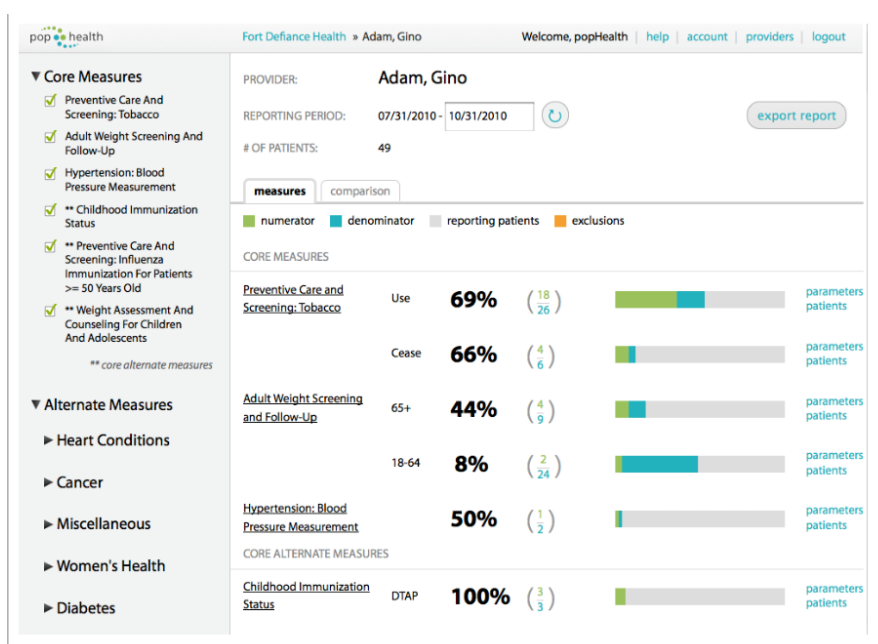 pop health
Fort Defiance Health » Adam, Gino
Welcome, popHealth | help | account | providers | logout
▼ Core Measures
Preventive Care And
Screening: Tobacco
Adult Weight Screening And
Follow-Up
Hypertension: Blood
Pressure Measurement
** Childhood Immunization
Status
** Preventive Care And
Screening: Influenza
Immunization For Patients
>= 50 Years Old
** Weight Assessment And
Counseling For Children
And Adolescents
** core alternate measures
▼ Alternate Measures
► Heart Conditions
► Cancer
► Miscellaneous
► Women's Health
► Diabetes
PROVIDER: Adam, Gino
REPORTING PERIOD: 07/31/2010 - 10/31/2010
export report
# OF PATIENTS: 49
measures comparison
numerator denominator reporting patients exclusions
CORE MEASURES
Preventive Care and
Screening: Tobacco
Use 69% (18/26) parameters
patients
Cease 66% (4/6) parameters
patients
Adult Weight Screening
and Follow-Up
65+ 44% (4/9) parameters
patients
18-64 8% (2/24) parameters
patients
Hypertension: Blood
Pressure Measurement
50% (1/2) parameters
patients
CORE ALTERNATE MEASURES
Childhood Immunization
Status
DTAP 100% (3/3) parameters
patients